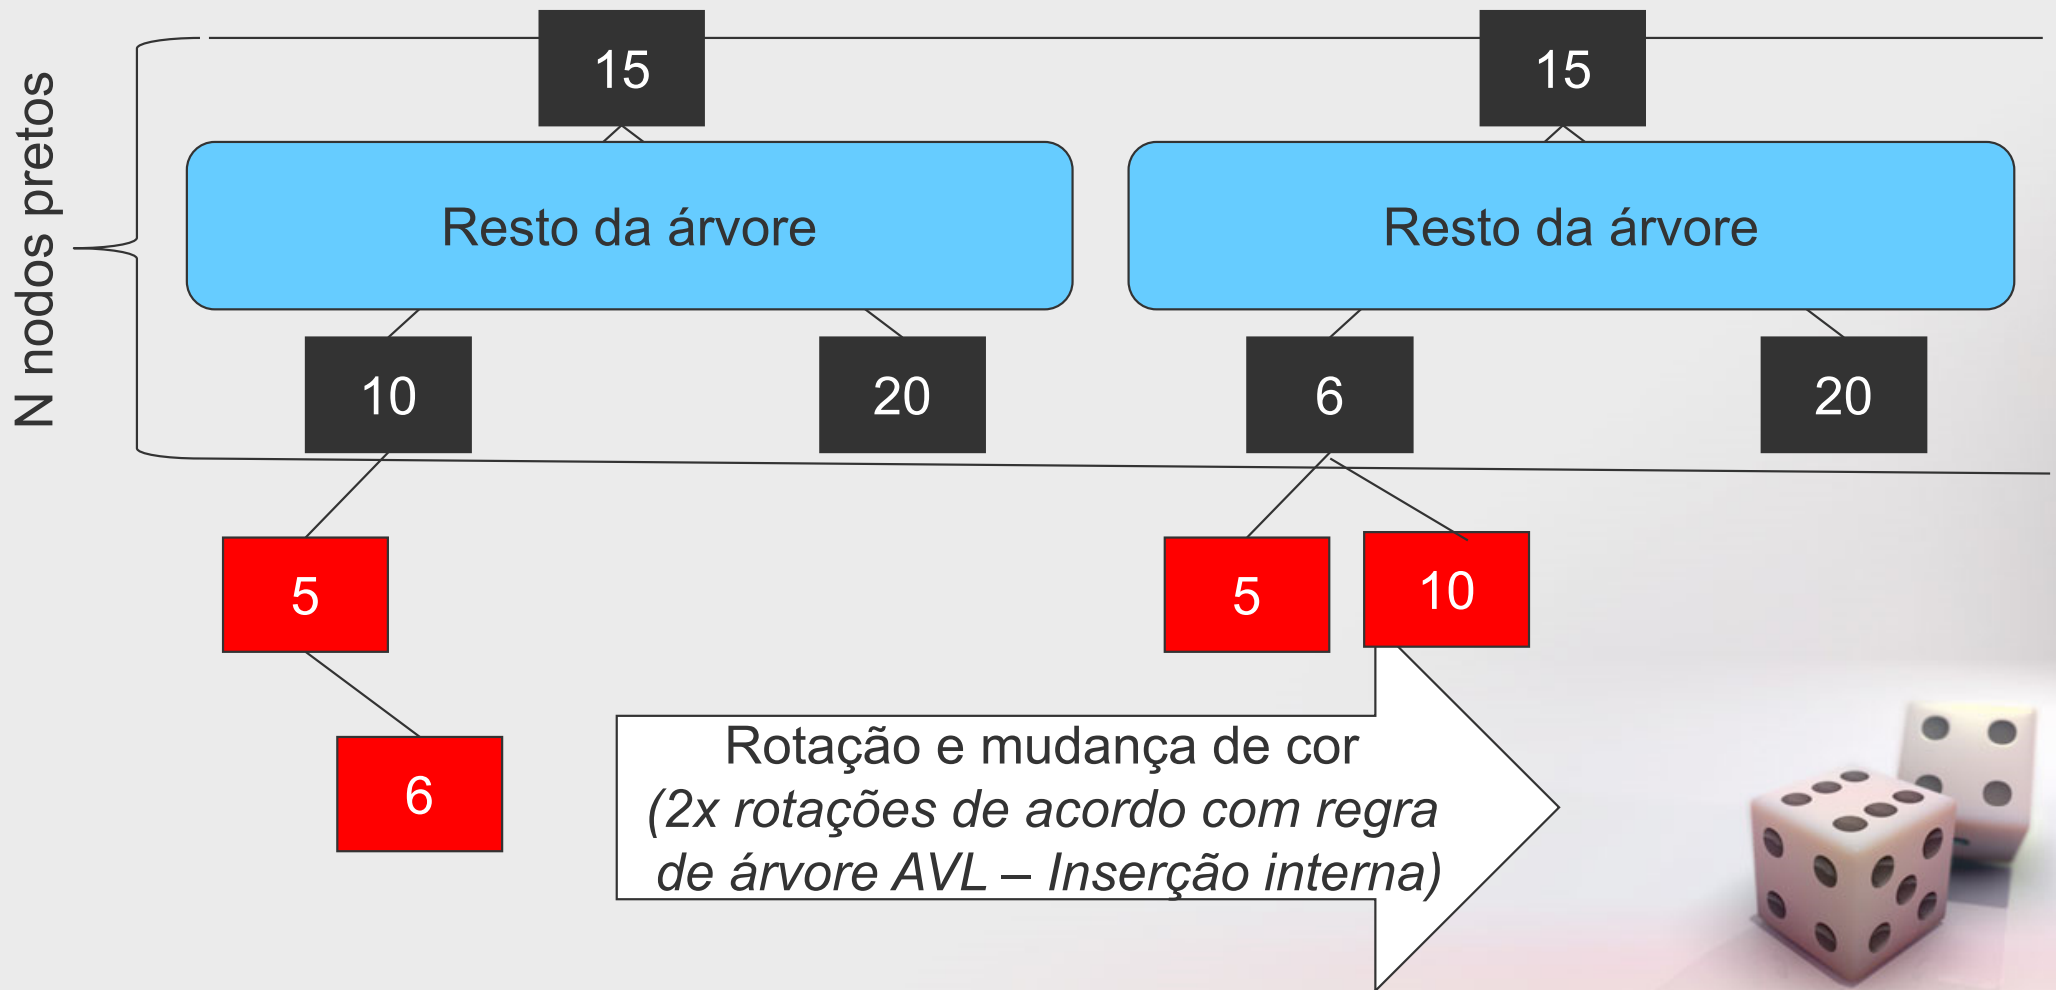 N nodos pretos
15
15
Resto da árvore
Resto da árvore
10
20
6
20
5
5
10
6
Rotação e mudança de cor
(2x rotações de acordo com regra
de árvore AVL – Inserção interna)